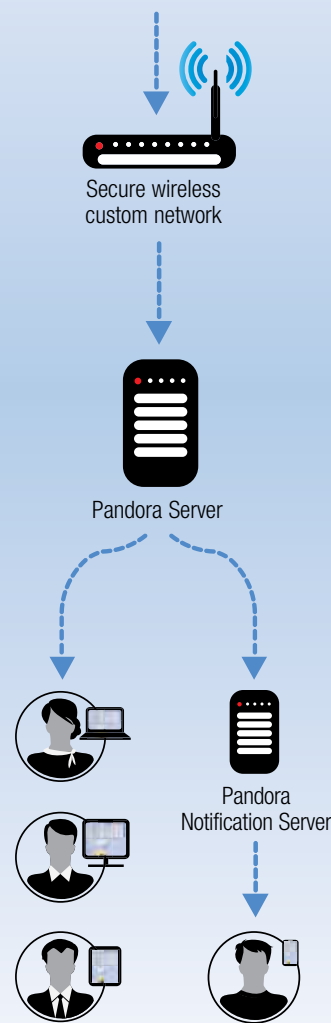 Secure wireless
custom network
Pandora Server
Pandora
Notification Server